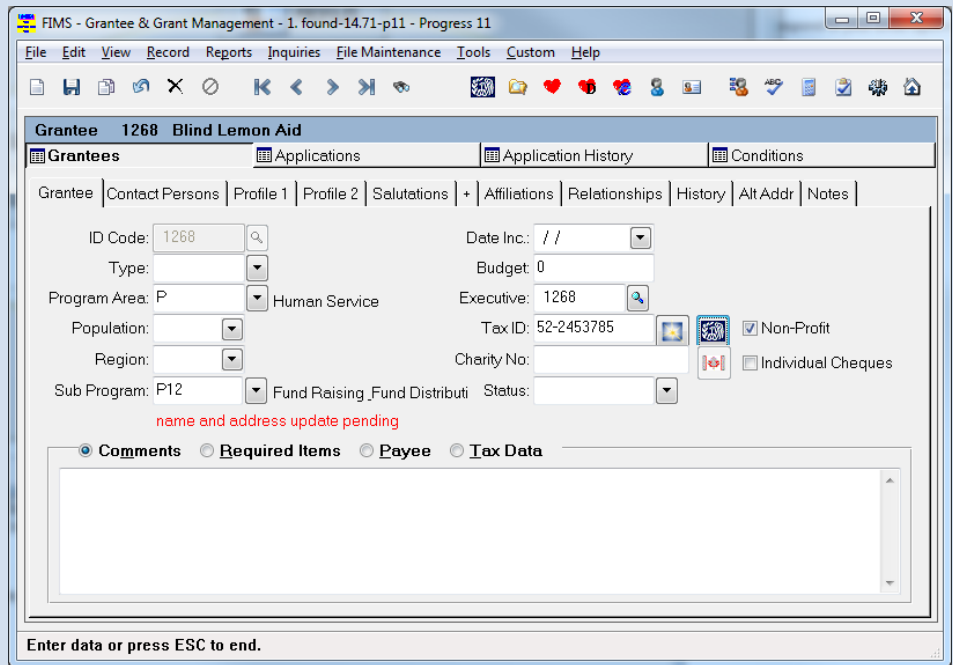 FIMS - Grantee & Grant Management - 1. found-14.71-p11 - Progress 11
File Edit View Record Reports Inquiries File Maintenance Tools Custom Help
ABC
Grantee 1268 Blind Lemon Aid
Grantees Applications Application History Conditions
Grantee Contact Persons Profile 1 Profile 2 Salutations + Affiliations Relationships History Alt Addr Notes
ID Code: 1268 Date Inc.: / /
Type: Budget: 0
Program Area: P Human Service Executive: 1268
Population: Tax ID: 52-2453785 Non-Profit
Region: Charity No: Individual Cheques
Sub Program: P12 Fund Raising _Fund Distributi Status:
name and address update pending
Comments Required Items Payee Tax Data
Enter data or press ESC to end.